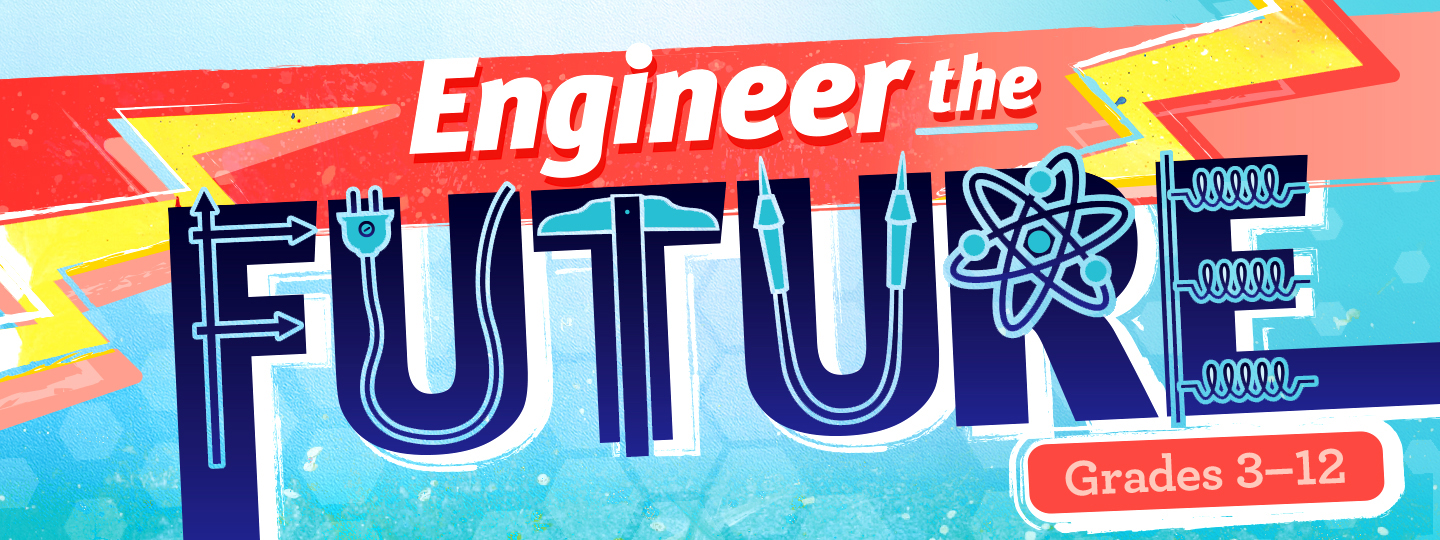 Engineer the
FUTURE
Grades 3–12